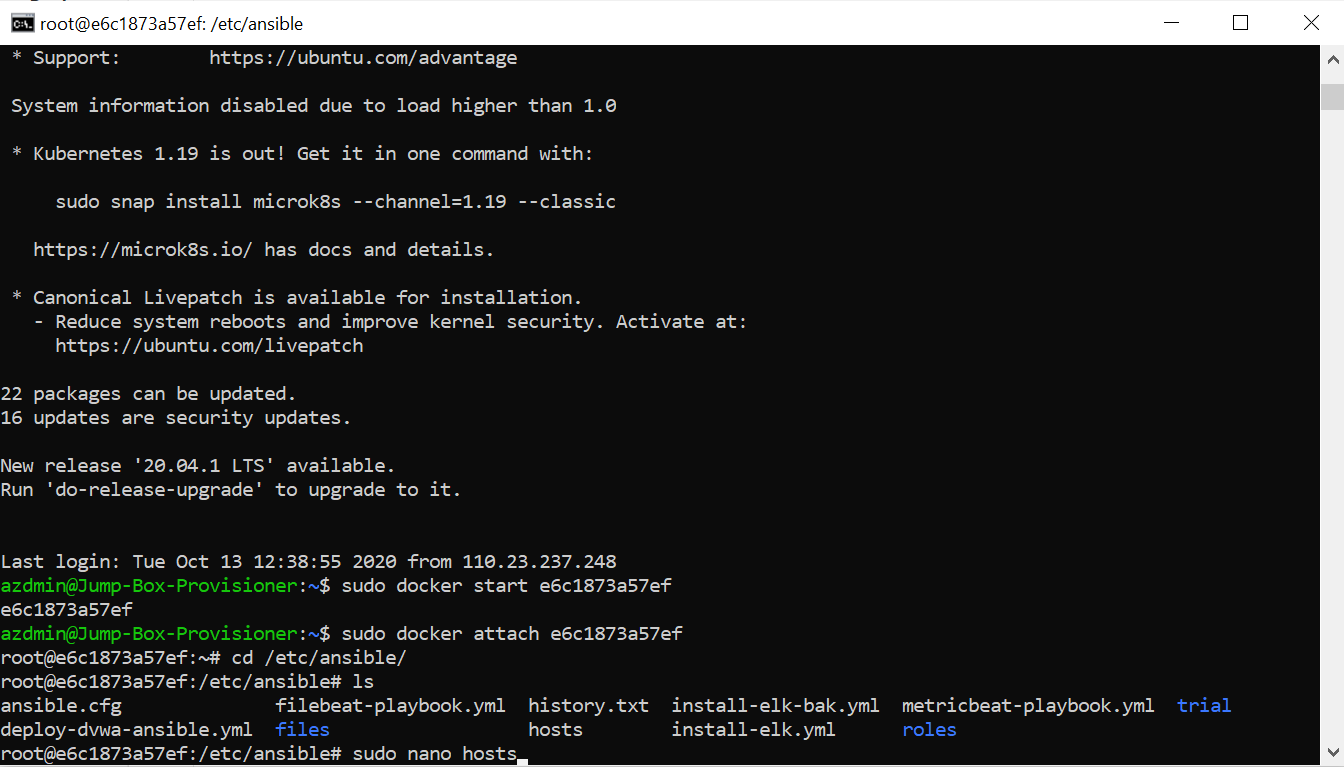 root@e6c1873a57ef: /etc/ansible
 * Support:        https://ubuntu.com/advantage
 System information disabled due to load higher than 1.0
 * Kubernetes 1.19 is out! Get it in one command with:
     sudo snap install microk8s --channel=1.19 --classic
   https://microk8s.io/ has docs and details.
 * Canonical Livepatch is available for installation.
   - Reduce system reboots and improve kernel security. Activate at:
     https://ubuntu.com/livepatch
22 packages can be updated.
16 updates are security updates.
New release '20.04.1 LTS' available.
Run 'do-release-upgrade' to upgrade to it.
Last login: Tue Oct 13 12:38:55 2020 from 110.23.237.248
azdmin@Jump-Box-Provisioner:~$ sudo docker start e6c1873a57ef
e6c1873a57ef
azdmin@Jump-Box-Provisioner:~$ sudo docker attach e6c1873a57ef
root@e6c1873a57ef:~# cd /etc/ansible/
root@e6c1873a57ef:/etc/ansible# ls
ansible.cfg              filebeat-playbook.yml  history.txt  install-elk-bak.yml  metricbeat-playbook.yml  trial
deploy-dvwa-ansible.yml  files                  hosts        install-elk.yml      roles
root@e6c1873a57ef:/etc/ansible# sudo nano hosts